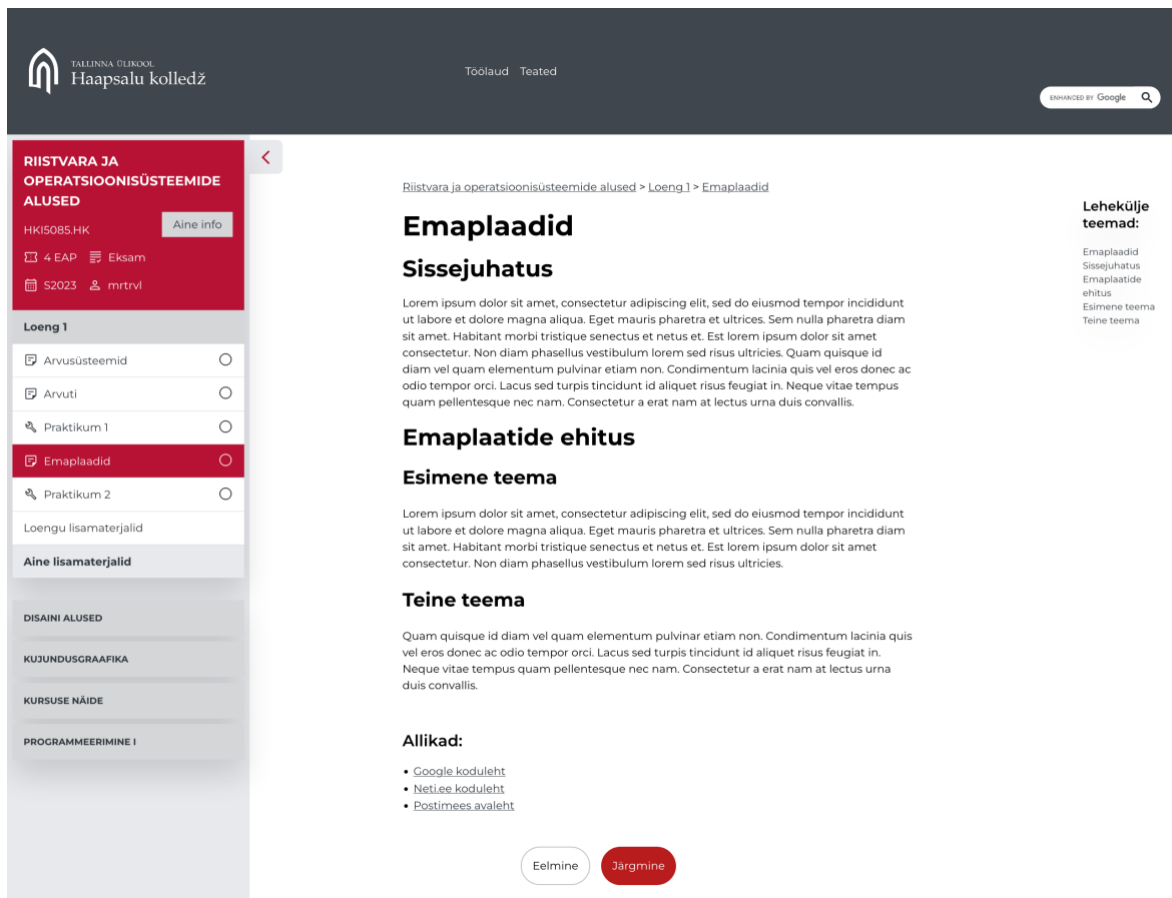 TALLINNA ÜLIKOOL
Haapsalu kolledž
Töölaud Teated
ENHANCED BY Google
RIISTVARA JA
OPERATSIOONISÜSTEEMIDE
ALUSED
HKI5085.HK
Aine info
4 EAP Eksam
S2023 mrtrvl
Loeng 1
Arvusüsteemid
Arvuti
Praktikum 1
Emaplaadid
Praktikum 2
Loengu lisamaterjalid
Aine lisamaterjalid
DISAINI ALUSED
KUJUNDUSGRAAFIKA
KURSUSE NÄIDE
PROGRAMMEERIMINE I
Riistvara ja operatsioonisüsteemide alused > Loeng 1 > Emaplaadid
Emaplaadid
Sissejuhatus
Lorem ipsum dolor sit amet, consectetur adipiscing elit, sed do eiusmod tempor incididunt
ut labore et dolore magna aliqua. Eget mauris pharetra et ultrices. Sem nulla pharetra diam
sit amet. Habitant morbi tristique senectus et netus et. Est lorem ipsum dolor sit amet
consectetur. Non diam phasellus vestibulum lorem sed risus ultricies. Quam quisque id
diam vel quam elementum pulvinar etiam non. Condimentum lacinia quis vel eros donec ac
odio tempor orci. Lacus sed turpis tincidunt id aliquet risus feugiat in. Neque vitae tempus
quam pellentesque nec nam. Consectetur a erat nam at lectus urna duis convallis.
Emaplaatide ehitus
Esimene teema
Lorem ipsum dolor sit amet, consectetur adipiscing elit, sed do eiusmod tempor incididunt
ut labore et dolore magna aliqua. Eget mauris pharetra et ultrices. Sem nulla pharetra diam
sit amet. Habitant morbi tristique senectus et netus et. Est lorem ipsum dolor sit amet
consectetur. Non diam phasellus vestibulum lorem sed risus ultricies.
Teine teema
Quam quisque id diam vel quam elementum pulvinar etiam non. Condimentum lacinia quis
vel eros donec ac odio tempor orci. Lacus sed turpis tincidunt id aliquet risus feugiat in.
Neque vitae tempus quam pellentesque nec nam. Consectetur a erat nam at lectus urna
duis convallis.
Allikad:
• Google koduleht
• Neti.ee koduleht
• Postimees avaleht
Eelmine Järgmine
Lehekülje
teemad:
Emaplaadid
Sissejuhatus
Emaplaatide
ehitus
Esimene teema
Teine teema